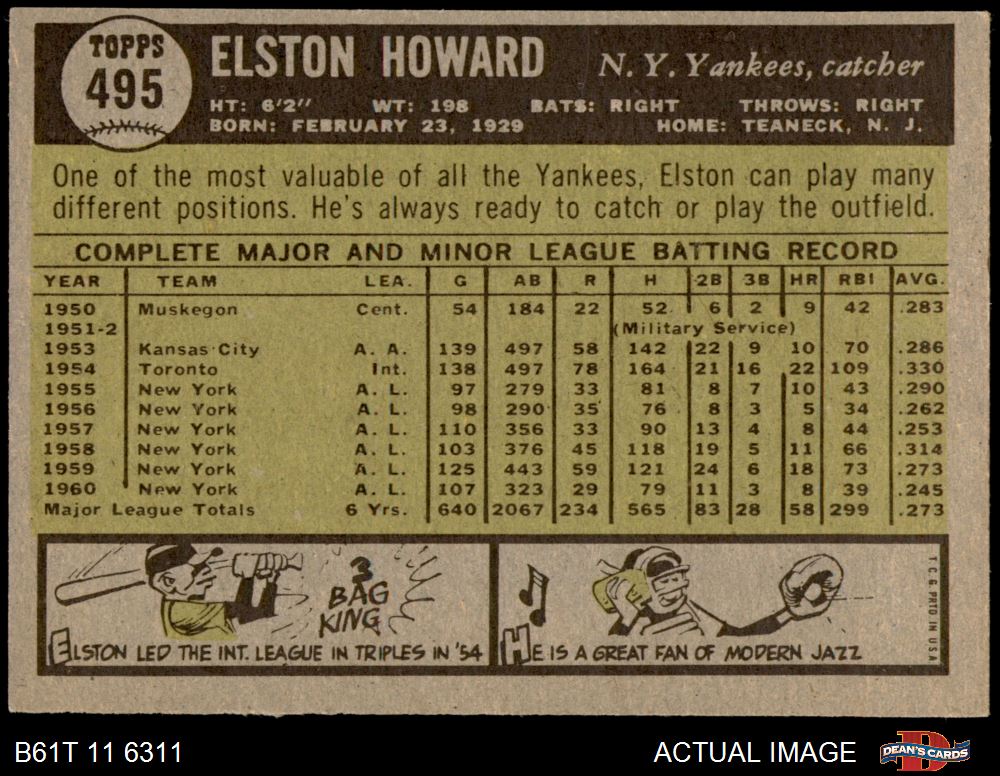 TOPPS
495
ELSTON HOWARD N. Y. Yankees, catcher
HT: 6'2" WT: 198 BATS: RIGHT THROWS: RIGHT
BORN: FEBRUARY 23, 1929 HOME: TEANECK, N. J.
One of the most valuable of all the Yankees, Elston can play many
different positions. He's always ready to catch or play the outfield.
COMPLETE MAJOR AND MINOR LEAGUE BATTING RECORD
YEAR TEAM LEA. G AB R H 2B 3B HR RBI AVG.
1950 Muskegon Cent. 54 184 22 52 6 2 9 42 .283
1951-2 (Military Service)
1953 Kansas City A. A. 139 497 58 142 22 9 10 70 .286
1954 Toronto Int. 138 497 78 164 21 16 22 109 .330
1955 New York A. L. 97 279 33 81 8 7 10 43 .290
1956 New York A. L. 98 290 35 76 8 3 5 34 .262
1957 New York A. L. 110 356 33 90 13 4 8 44 .253
1958 New York A. L. 103 376 45 118 19 5 11 66 .314
1959 New York A. L. 125 443 59 121 24 6 18 73 .273
1960 New York A. L. 107 323 29 79 11 3 8 39 .245
Major League Totals 6 Yrs. 640 2067 234 565 83 28 58 299 .273
3
BAG
KING
ELSTON LED THE INT. LEAGUE IN TRIPLES IN '54
HE IS A GREAT FAN OF MODERN JAZZ
T. C. G. PRTD IN U.S.A.
B61T 11 6311 ACTUAL IMAGE DEAN'S CARDS